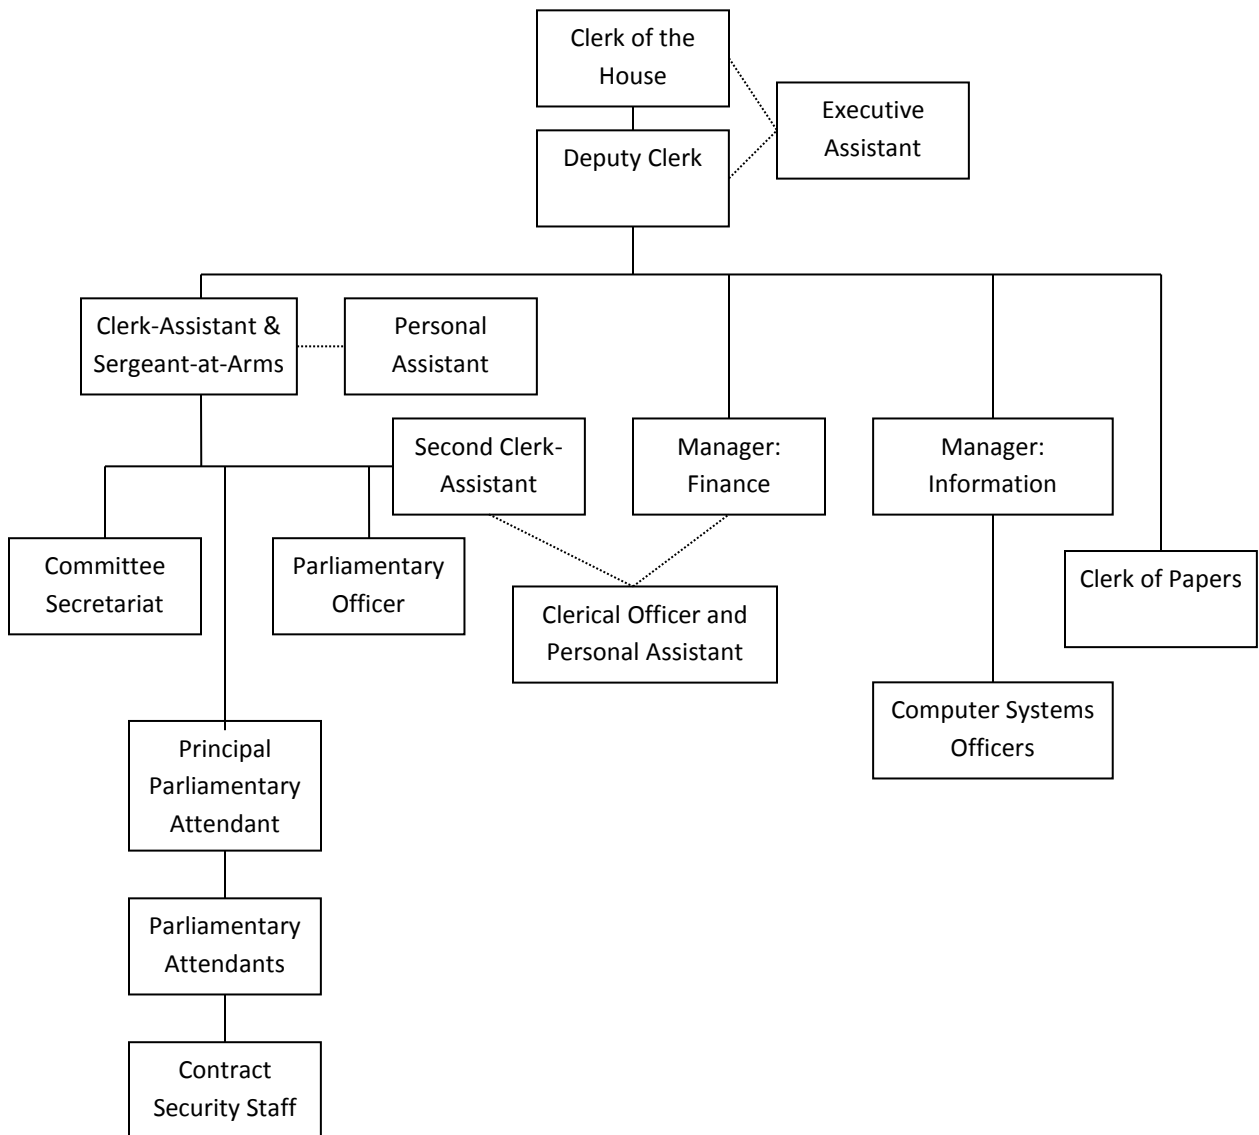 Clerk of the
House
Executive
Assistant
Deputy Clerk
Clerk-Assistant &
Sergeant-at-Arms
Personal
Assistant
Second Clerk-
Assistant
Manager:
Finance
Manager:
Information
Committee
Secretariat
Parliamentary
Officer
Clerical Officer and
Personal Assistant
Clerk of Papers
Computer Systems
Officers
Principal
Parliamentary
Attendant
Parliamentary
Attendants
Contract
Security Staff